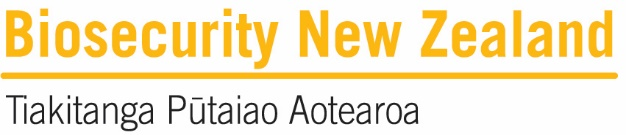 Biosecurity New Zealand
Tiakitanga Pūtaiao Aotearoa